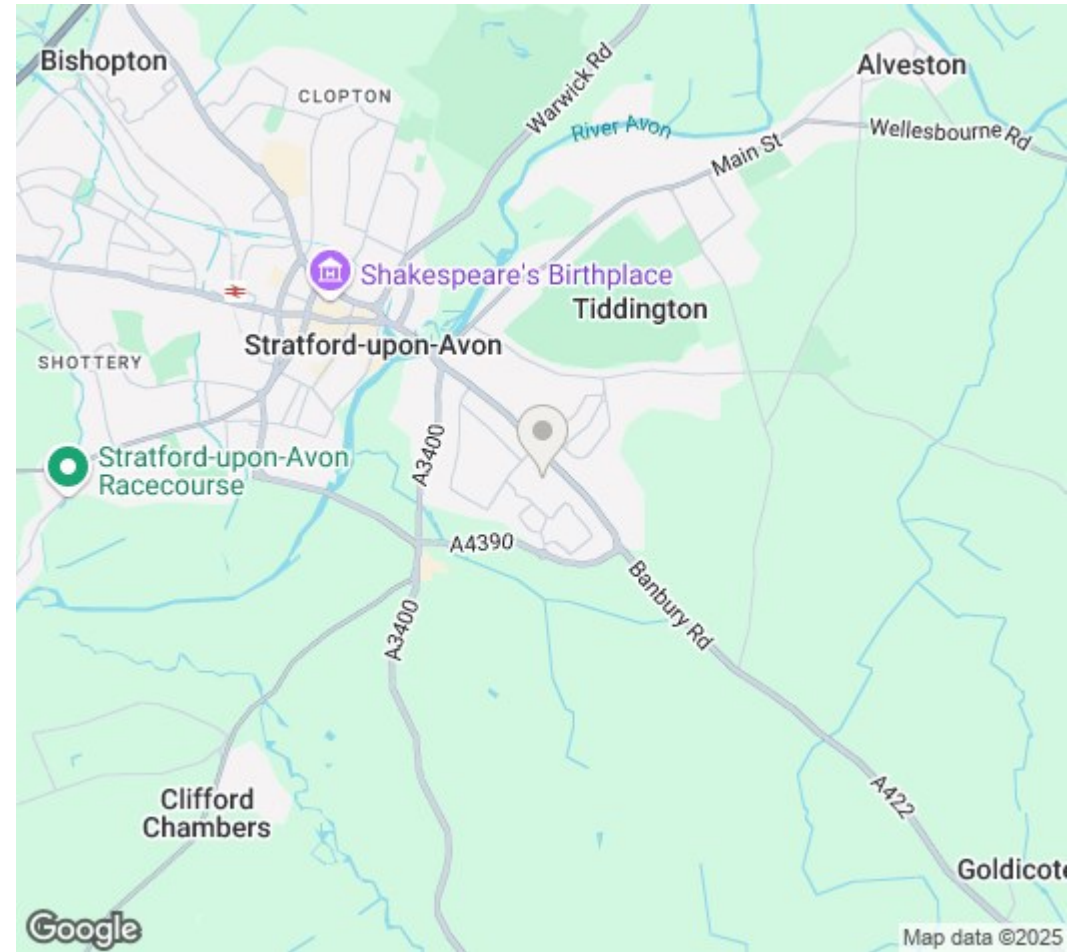 Bishopton
CLOPTON
Warwick Rd
River Avon
Alveston
Main St
Wellesbourne Rd
Shakespeare's Birthplace
Tiddington
Stratford-upon-Avon
SHOTTERY
Stratford-upon-Avon
Racecourse
A3400
A4390
Banbury Rd
A3400
Clifford
Chambers
A422
Goldicote
Google
Map data ©2025